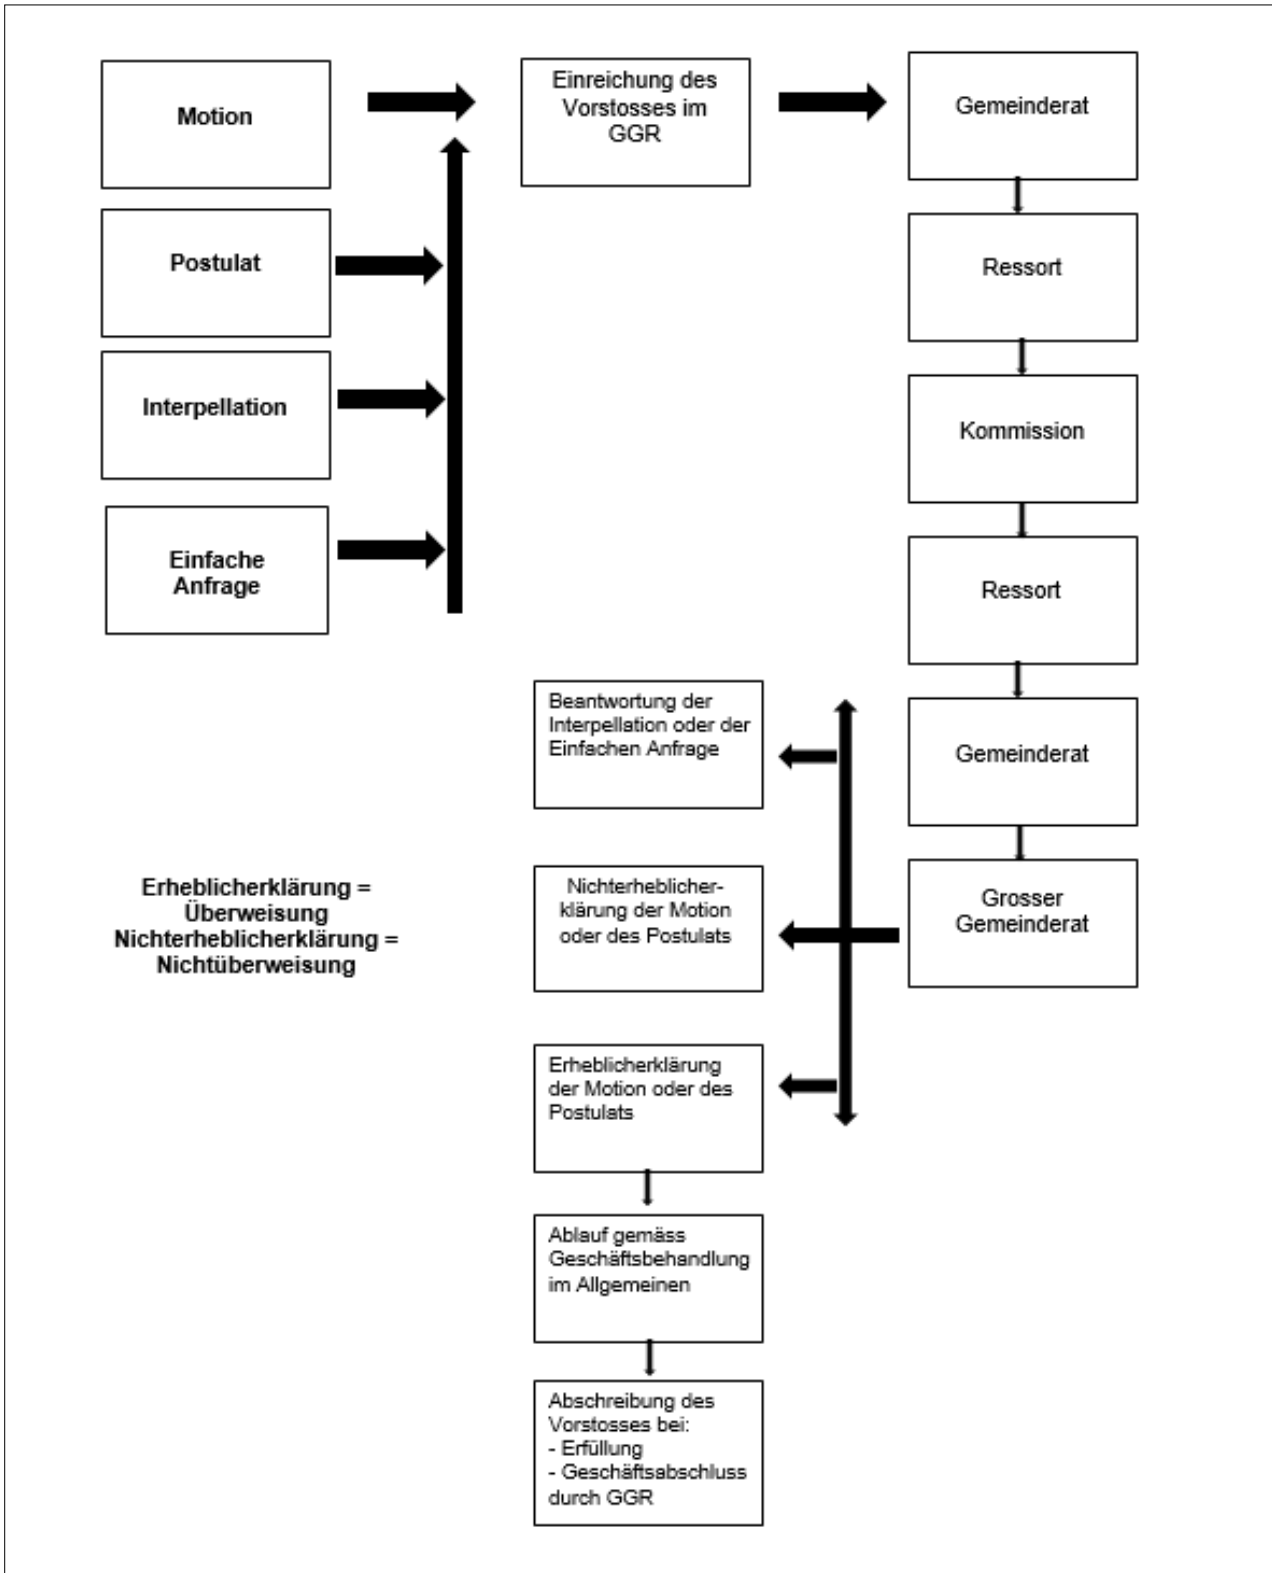 Motion
Postulat
Interpellation
Einfache
Anfrage
Einreichung des
Vorstosses im
GGR
Gemeinderat
Ressort
Kommission
Ressort
Gemeinderat
Grosser
Gemeinderat
Beantwortung der
Interpellation oder der
Einfachen Anfrage
Nichterheblicher-
klärung der Motion
oder des Postulats
Erheblicherklärung
der Motion oder des
Postulats
Ablauf gemäss
Geschäftsbehandlung
im Allgemeinen
Abschreibung des
Vorstosses bei:
- Erfüllung
- Geschäftsabschluss
durch GGR
Erheblicherklärung =
Überweisung
Nichterheblicherklärung =
Nichtüberweisung